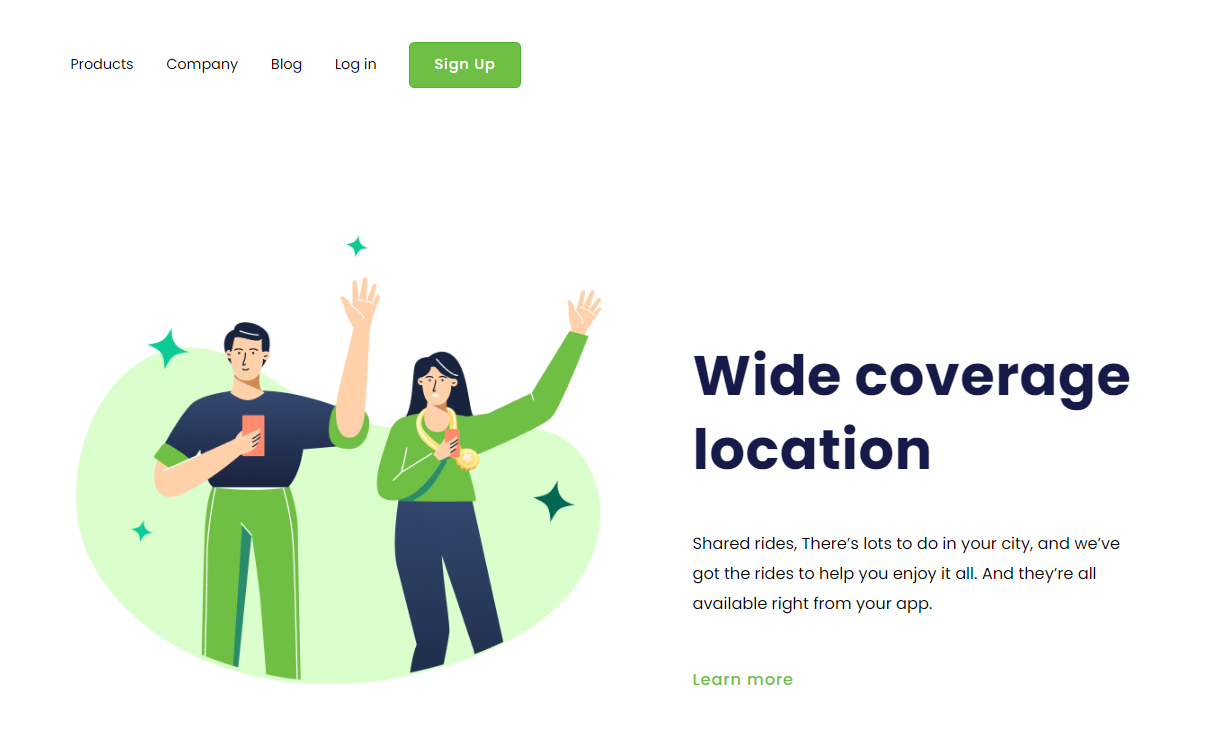 Products Company Blog Log in Sign Up
Wide coverage
location
Shared rides, There’s lots to do in your city, and we’ve
got the rides to help you enjoy it all. And they’re all
available right from your app.
Learn more